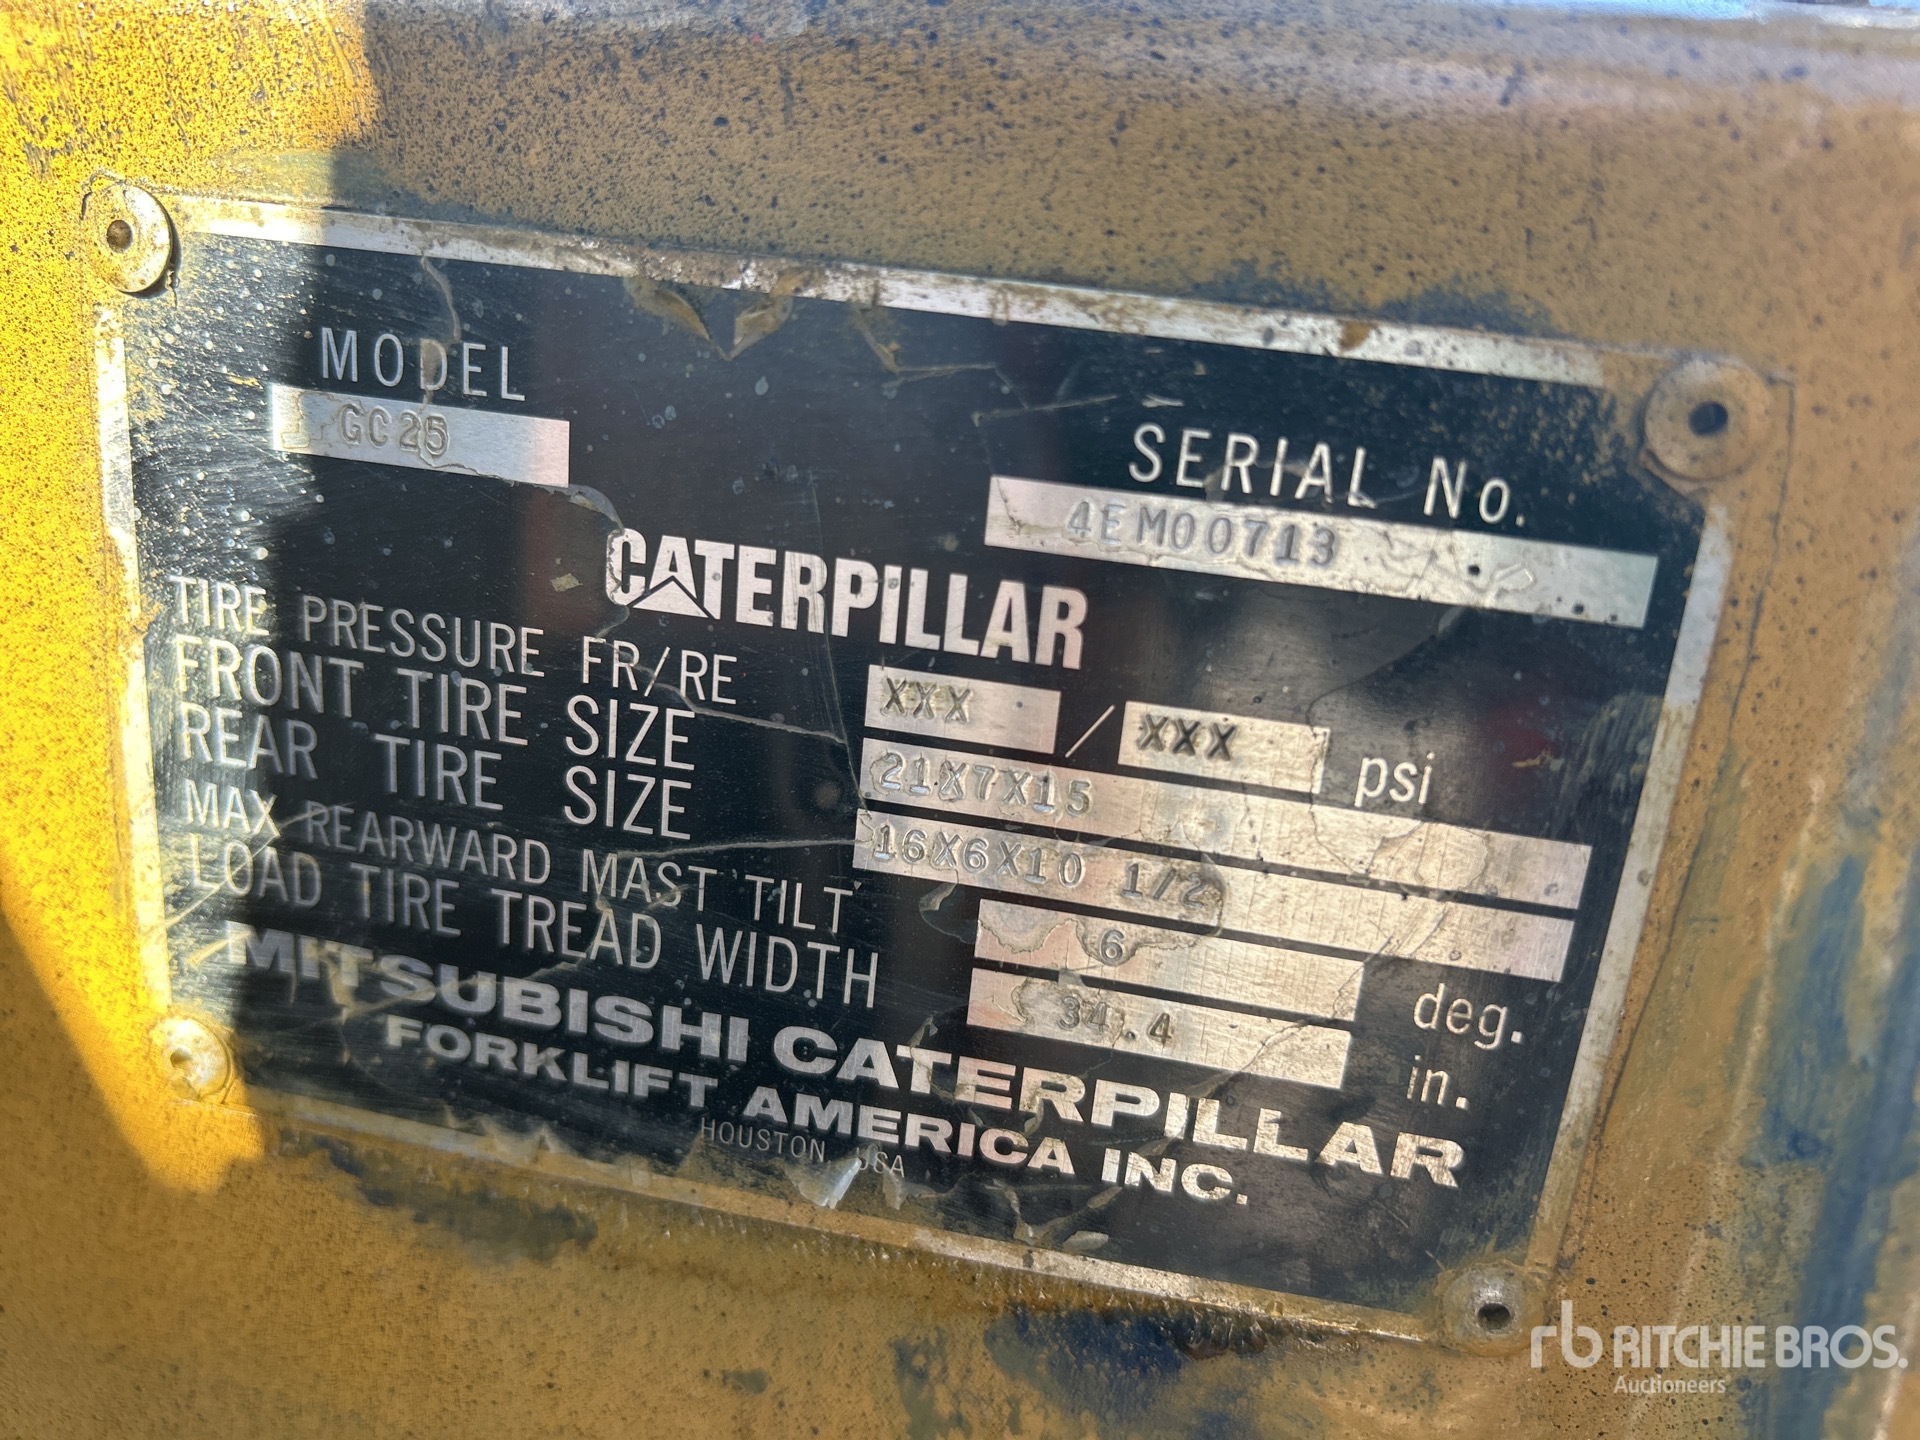 MODEL
GC25
SERIAL No.
4EM00713
CATERPILLAR
TIRE PRESSURE FR/RE XXX / XXX psi
FRONT TIRE SIZE 21X7X15
REAR TIRE SIZE 16X6X10 1/2
MAX REARWARD MAST TILT 6 deg.
LOAD TIRE TREAD WIDTH 34.4 in.
MITSUBISHI CATERPILLAR
FORKLIFT AMERICA INC.
HOUSTON, USA
rb RITCHIE BROS.
Auctioneers